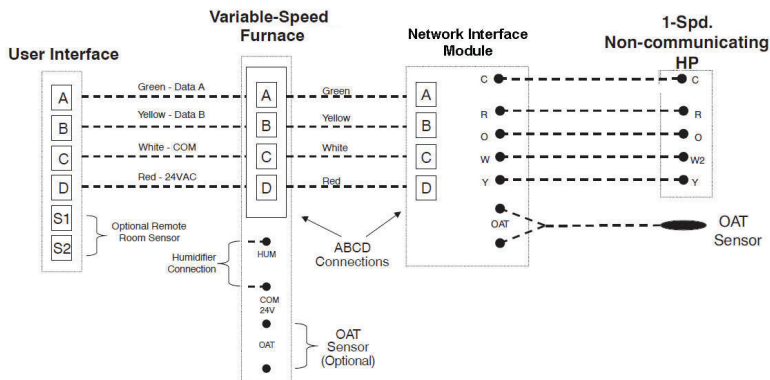 User Interface
A
B
C
D
S1
S2
Optional Remote
Room Sensor
Green - Data A
Yellow - Data B
White - COM
Red - 24VAC
Variable-Speed
Furnace
A
B
C
D
Humidifier
Connection
HUM
COM
24V
OAT
OAT
Sensor
(Optional)
Green
Yellow
White
Red
ABCD
Connections
Network Interface
Module
A
B
C
D
C
R
O
W
Y
OAT
1-Spd.
Non-communicating
HP
C
R
O
W2
Y
OAT
Sensor